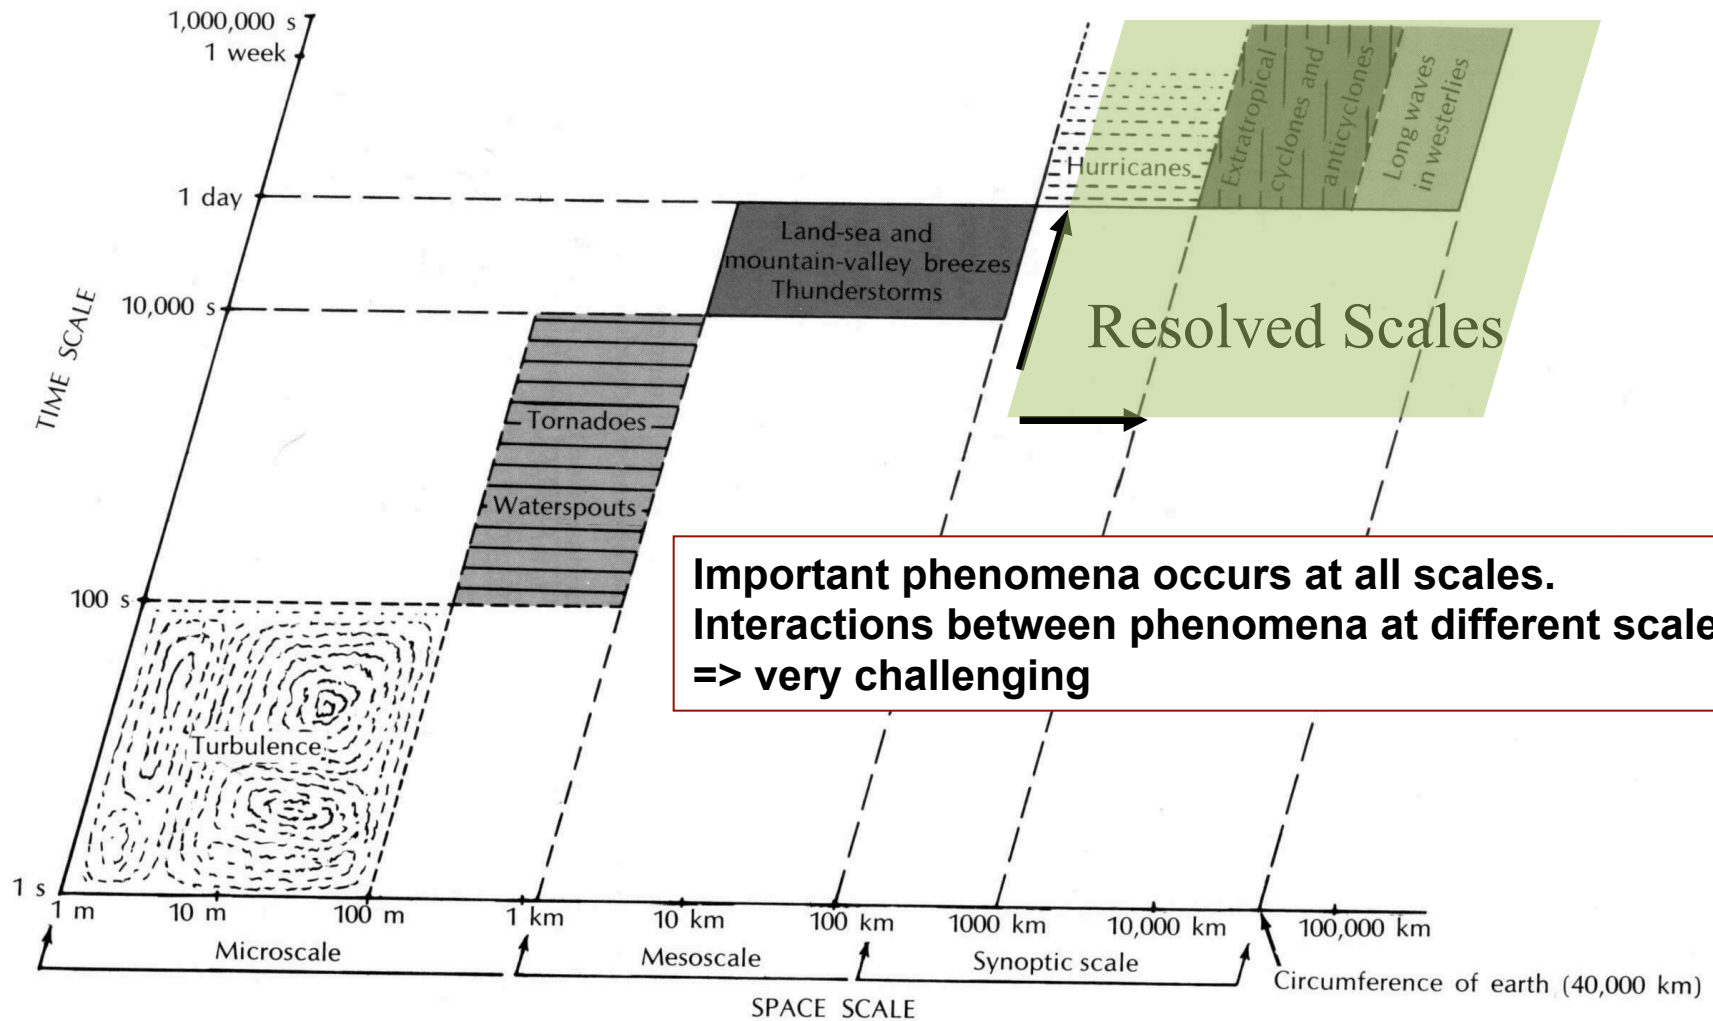 1,000,000 s
1 week
1 day
10,000 s
100 s
1 s
TIME SCALE
Hurricanes
Extratropical
cyclones and
anticyclones
Long waves
in westerlies
Land-sea and
mountain-valley breezes
Thunderstorms
Resolved Scales
Tornadoes
Waterspouts
Turbulence
Important phenomena occurs at all scales.
Interactions between phenomena at different scale
=> very challenging
1 m
10 m
100 m
1 km
10 km
100 km
1000 km
10,000 km
100,000 km
Microscale
Mesoscale
Synoptic scale
Circumference of earth (40,000 km)
SPACE SCALE